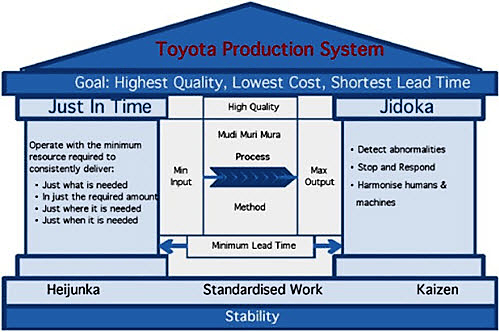 Toyota Production System
Goal: Highest Quality, Lowest Cost, Shortest Lead Time
Just In Time
High Quality
Jidoka
Operate with the minimum
resource required to
consistently deliver:
• Just what is needed
• In just the required amount
• Just where it is needed
• Just when it is needed
Min
Input
Mudi Muri Mura
Process
Method
Max
Output
• Detect abnormalities
• Stop and Respond
• Harmonise humans &
machines
Minimum Lead Time
Heijunka
Standardised Work
Kaizen
Stability